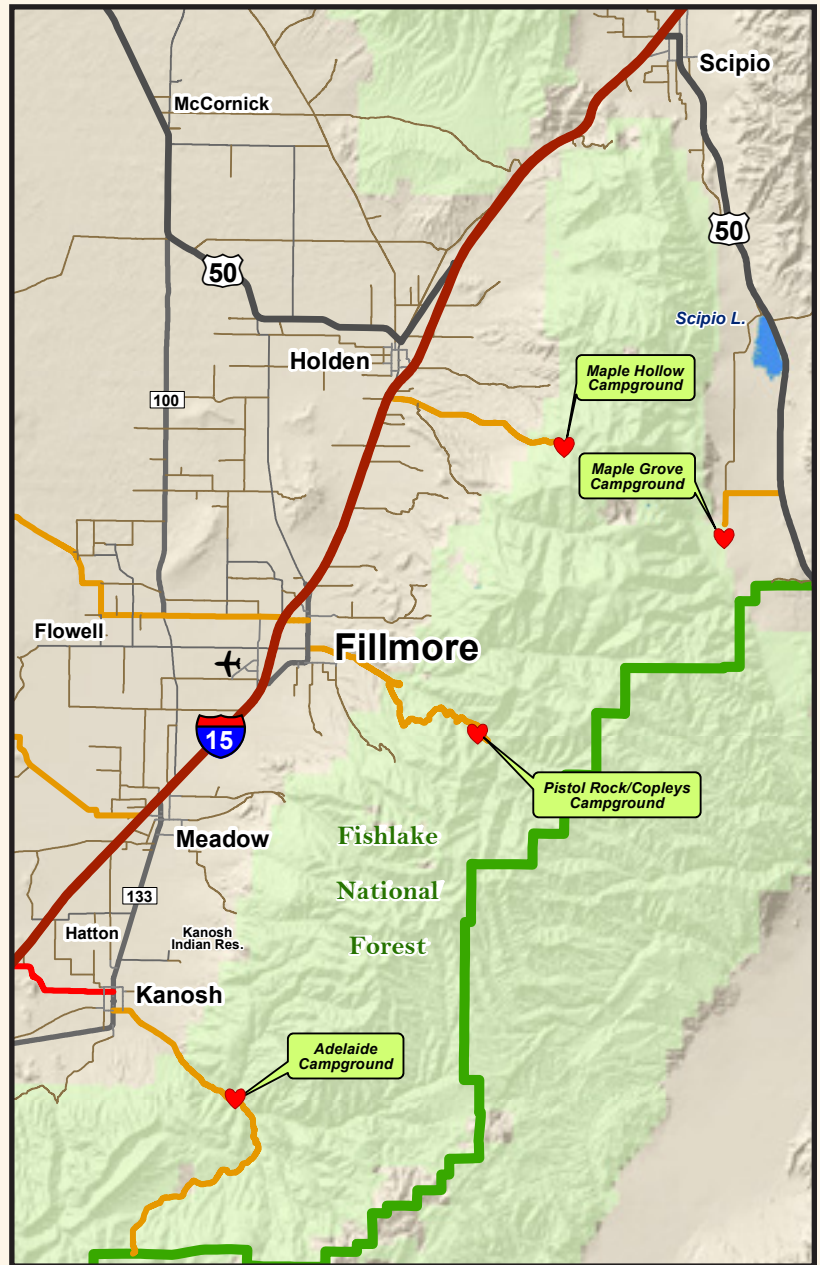 Scipio
McCornick
50
50
Scipio L.
Holden
Maple Hollow
Campground
100
Maple Grove
Campground
Flowell
Fillmore
15
Pistol Rock/Copleys
Campground
Meadow
Fishlake
National
Forest
133
Hatton
Kanosh
Indian Res.
Kanosh
Adelaide
Campground